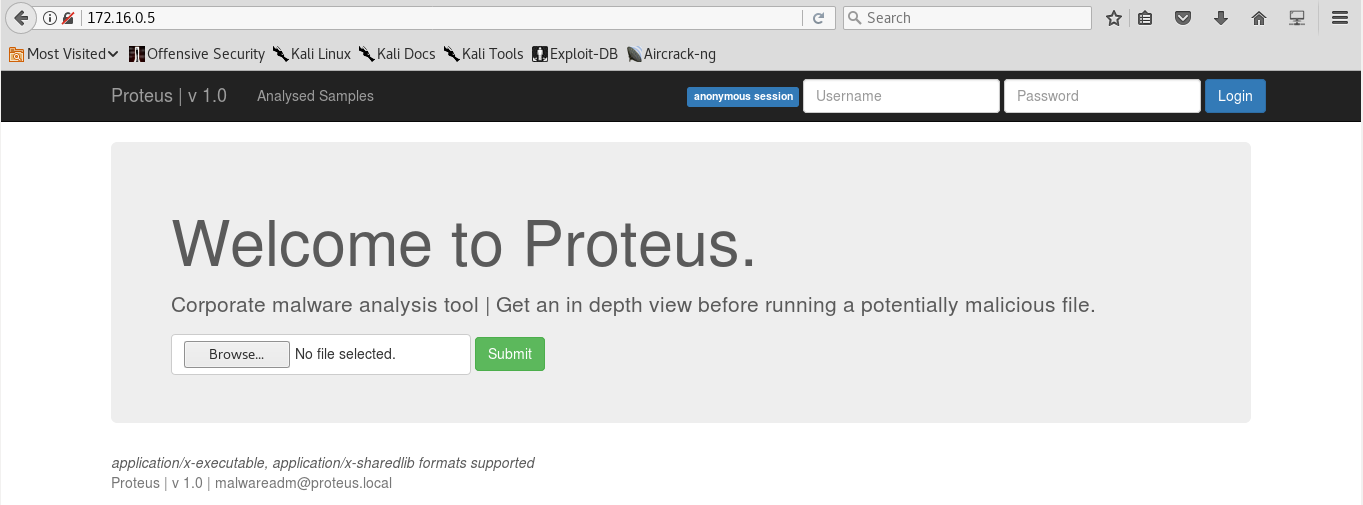 172.16.0.5 Search
Most Visited Offensive Security Kali Linux Kali Docs Kali Tools Exploit-DB Aircrack-ng
Proteus | v 1.0 Analysed Samples anonymous session Username Password Login
Welcome to Proteus.
Corporate malware analysis tool | Get an in depth view before running a potentially malicious file.
Browse... No file selected. Submit
application/x-executable, application/x-sharedlib formats supported
Proteus | v 1.0 | malwareadm@proteus.local